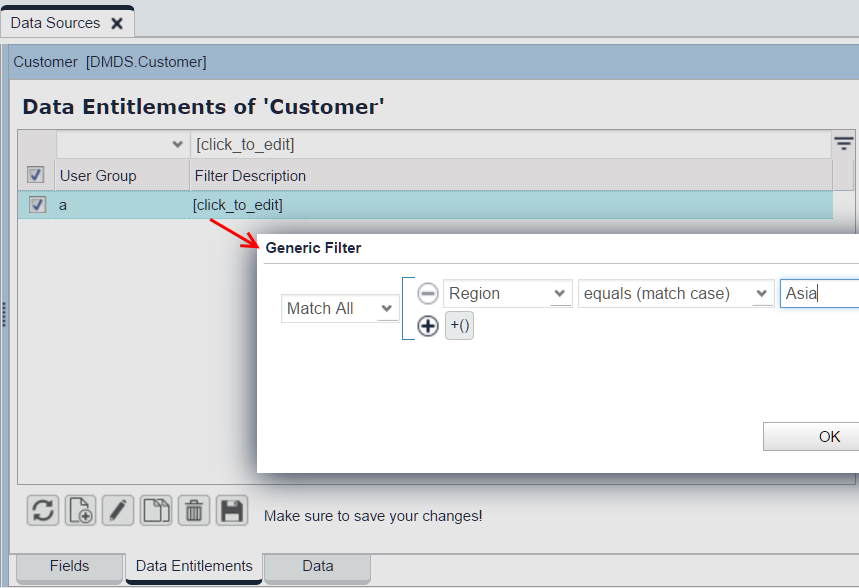 Data Sources
Customer [DMDS.Customer]
Data Entitlements of 'Customer'
[click_to_edit]
User Group Filter Description
a [click_to_edit]
Generic Filter
Match All Region equals (match case) Asia
+()
OK
Make sure to save your changes!
Fields Data Entitlements Data